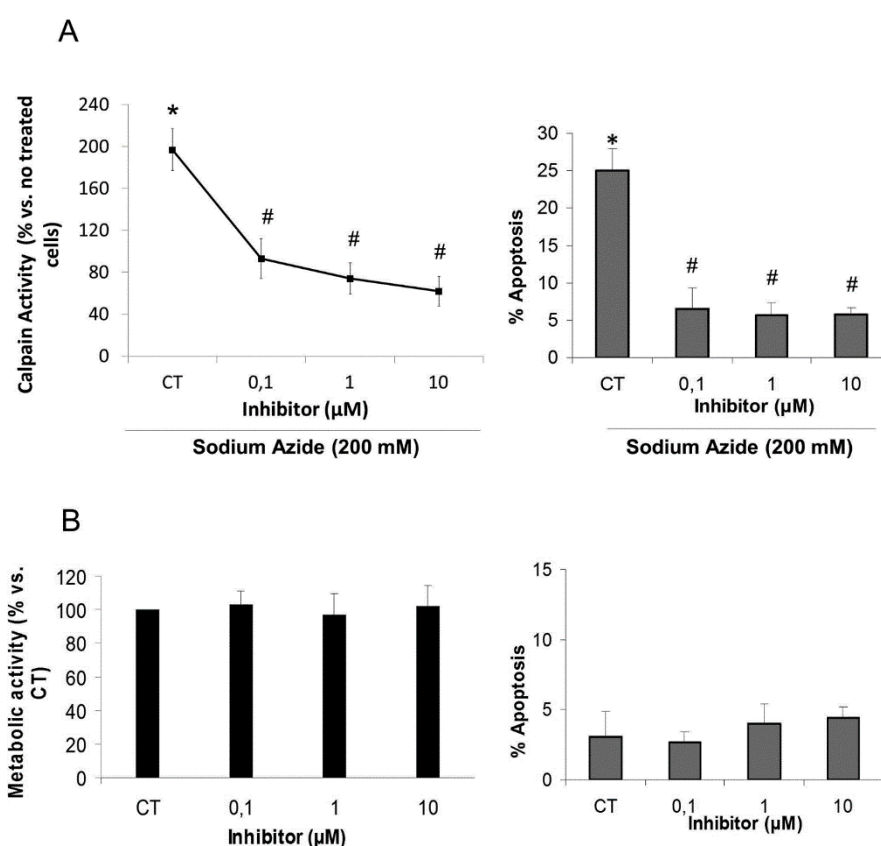 A
Calpain Activity (% vs. no treated
cells)
240
200
160
120
80
40
0
*
#
#
#
CT
0,1
1
10
Inhibitor (µM)
Sodium Azide (200 mM)
% Apoptosis
30
25
20
15
10
5
0
*
#
#
#
CT
0,1
1
10
Inhibitor (µM)
Sodium Azide (200 mM)
B
Metabolic activity (% vs.
CT)
120
100
80
60
40
20
0
CT
0,1
1
10
Inhibitor (µM)
% Apoptosis
15
10
5
0
CT
0,1
1
10
Inhibitor (µM)